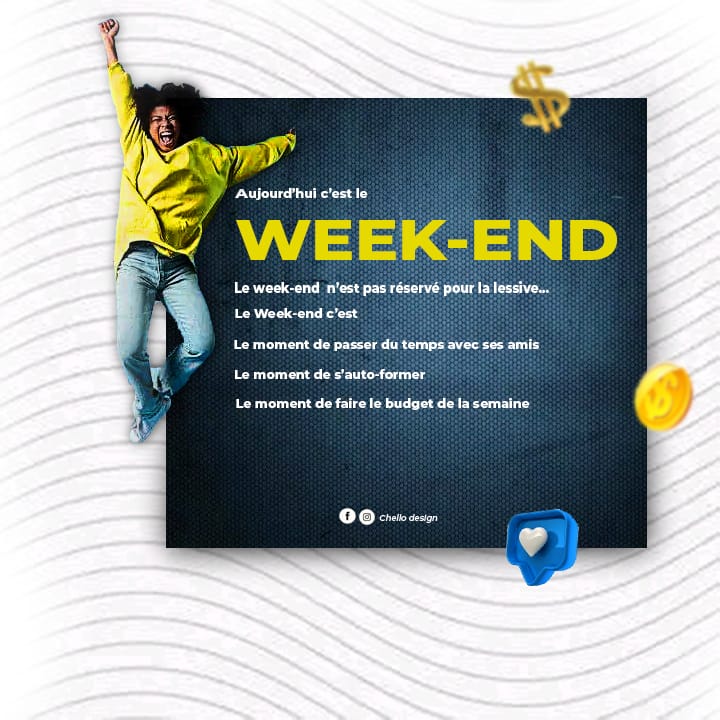 Aujourd'hui c'est le
WEEK-END
Le week-end n'est pas réservé pour la lessive...
Le Week-end c'est
Le moment de passer du temps avec ses amis
Le moment de s'auto-former
Le moment de faire le budget de la semaine
Chello design